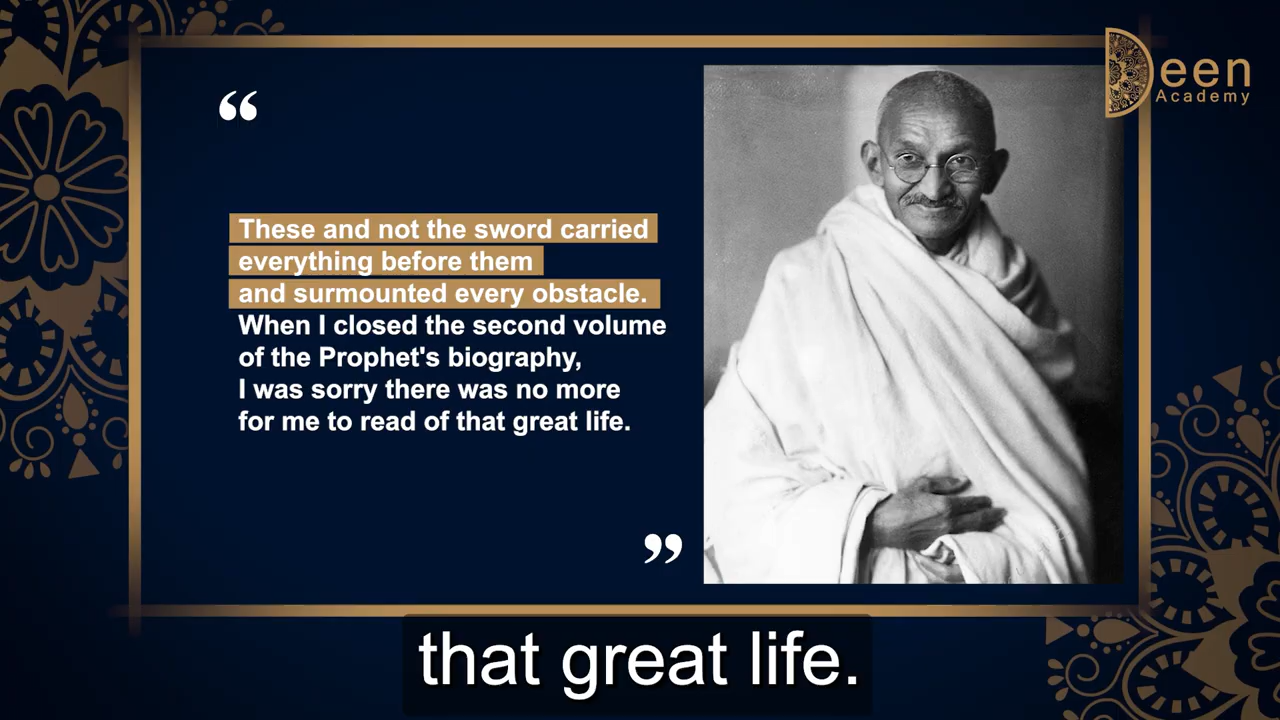 Deen
Academy
“
These and not the sword carried
everything before them
and surmounted every obstacle.
When I closed the second volume
of the Prophet's biography,
I was sorry there was no more
for me to read of that great life.
”
that great life.